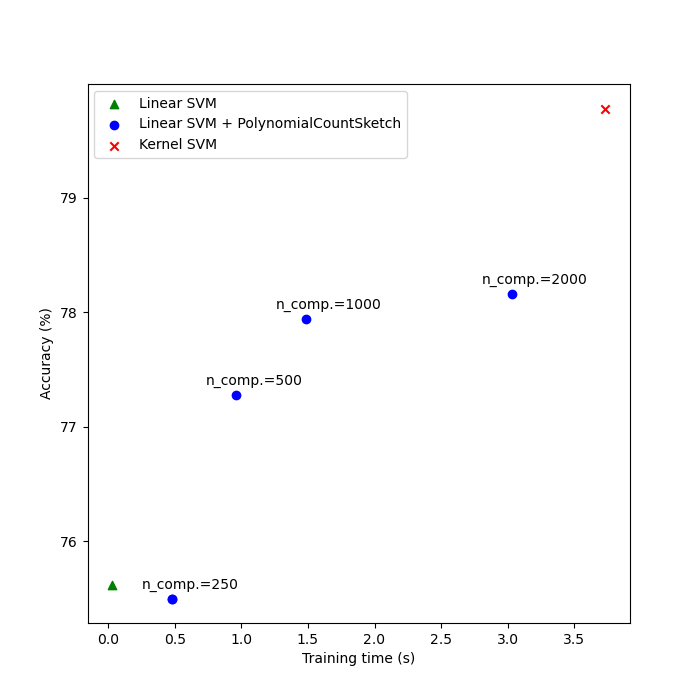 Linear SVM
Linear SVM + PolynomialCountSketch
Kernel SVM
79
78
77
76
Accuracy (%)
n_comp.=2000
n_comp.=1000
n_comp.=500
n_comp.=250
0.0 0.5 1.0 1.5 2.0 2.5 3.0 3.5
Training time (s)